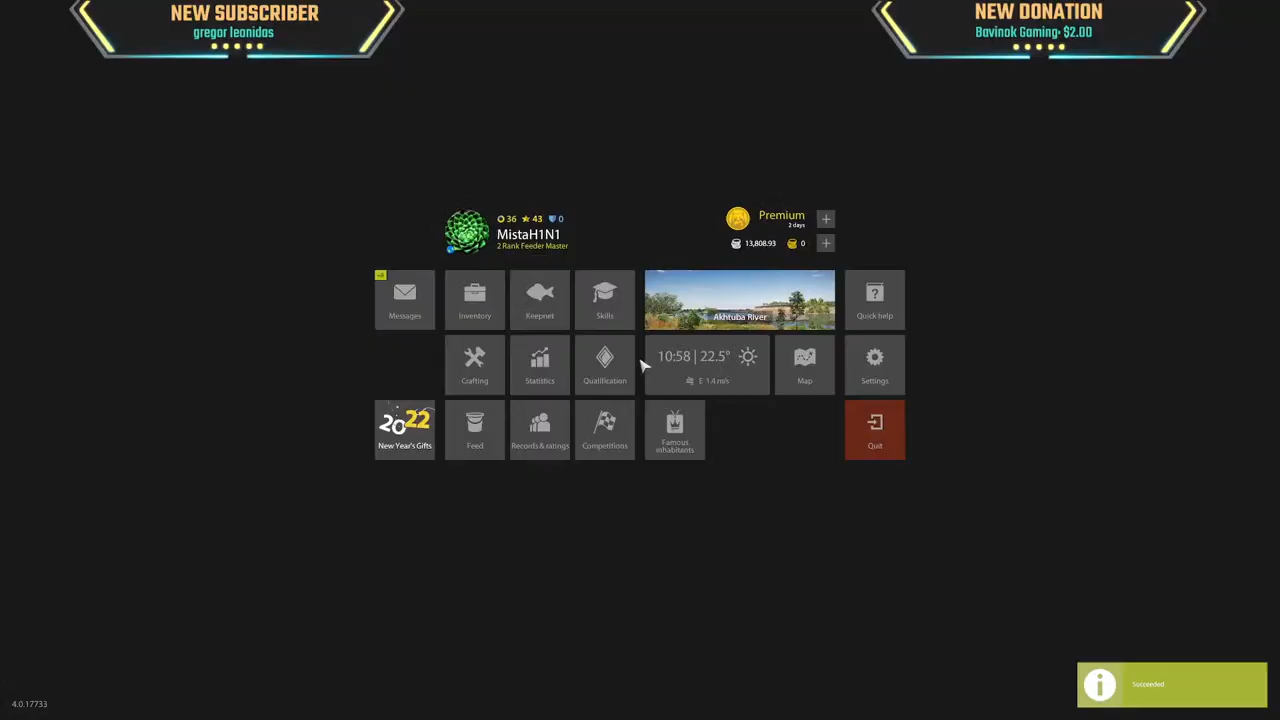 NEW SUBSCRIBER
gregor leonidas
NEW DONATION
Bavinok Gaming• $2.00
36 43 0
MistaH1N1
2 Rank Feeder Master
Premium
2 days
13,808.93 0
Messages
Inventory
Keepnet
Skills
Akhtuba River
Quick help
Crafting
Statistics
Qualification
10:58 | 22.5°
E 1.4 m/s
Map
Settings
2022
New Year's Gifts
Feed
Records & ratings
Competitions
Famous
inhabitants
Quit
Succeeded
4.0.17733